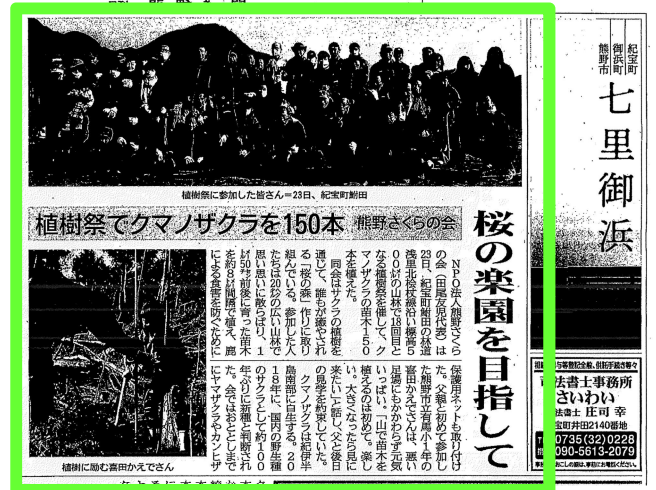 植樹祭に参加した皆さん=23日、紀宝町鮒田
植樹祭でクマノザクラを150本
熊野さくらの会
桜の楽園を目指して
NPO法人熊野さくら
の会(田尾友児代表)は
23日、紀宝町鮒田の林道
浅里北桧杖線沿い標高5
00㍍の山林で18回目と
なる植樹祭を催して、ク
マノザクラの苗木150
本を植えた。
同会はサクラの植樹を
通じて、誰もが癒やされ
る「桜の森」作りに取り
組んでいる。参加した人
たちは20㌃の広い山林で
思い思いに散らばり、1
㍍50㌢前後に育った苗木
を約8㍍間隔で植え、鹿
による食害を防ぐために
保護用ネットも取り付け
た。父親と初めて参加し
た熊野市立有馬小1年の
喜田かえでさんは、悪い
足場にもかかわらず元気
いっぱい。「山で苗木を
植えるのは初めて。楽し
い。大きくなったら見に
来たい」と話し、父と後日
の見学を約束していた。
クマノザクラは紀伊半
島南部に自生する。20
18年に、国内の野生種
のサクラとして約100
年ぶりに新種と判断され
た。会ではおととしまで
にヤマザクラやカンヒザ
植樹に励む喜田かえでさん
紀宝町
御浜町
熊野市
七里御浜
司法書士事務所
さいわい
司法書士 庄司 幸
紀宝町井田2140番地
0735(32)0228
090-5613-2079